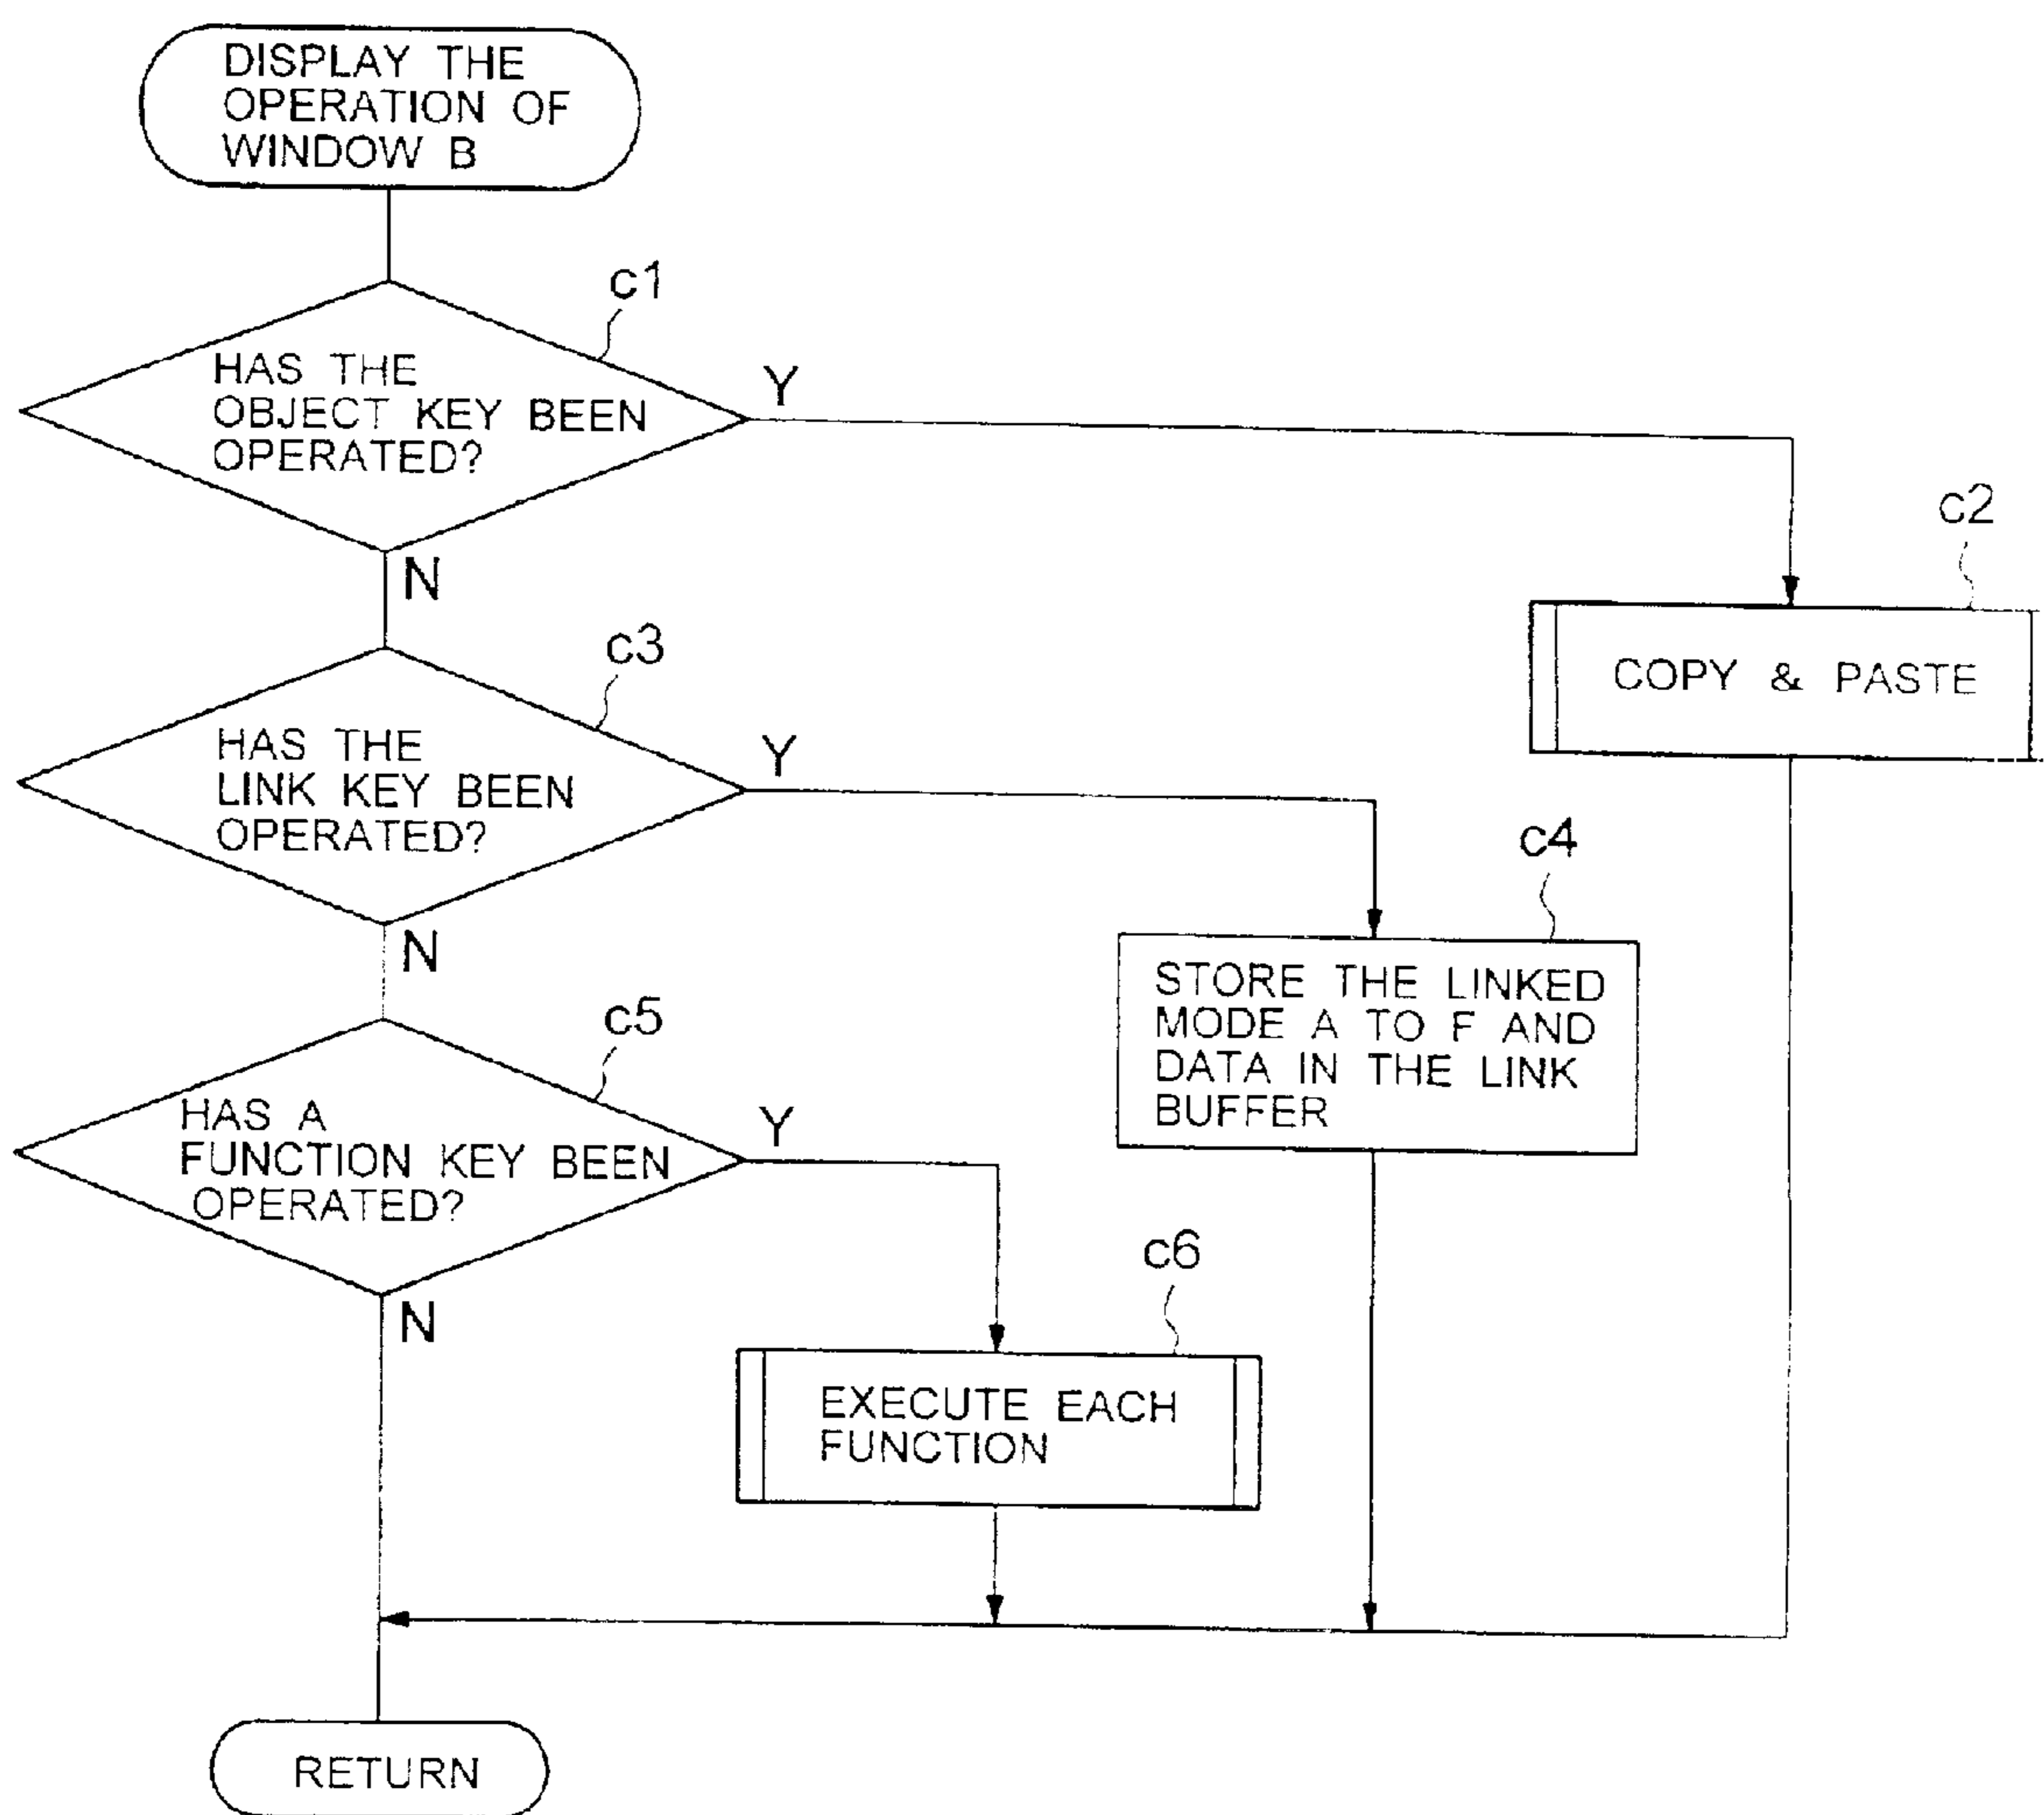 DISPLAY THE
OPERATION OF
WINDOW B
c1
HAS THE
OBJECT KEY BEEN
OPERATED?
Y
N
c2
COPY & PASTE
c3
HAS THE
LINK KEY BEEN
OPERATED?
Y
N
c4
STORE THE LINKED
MODE A TO F AND
DATA IN THE LINK
BUFFER
c5
HAS A
FUNCTION KEY BEEN
OPERATED?
Y
N
c6
EXECUTE EACH
FUNCTION
RETURN